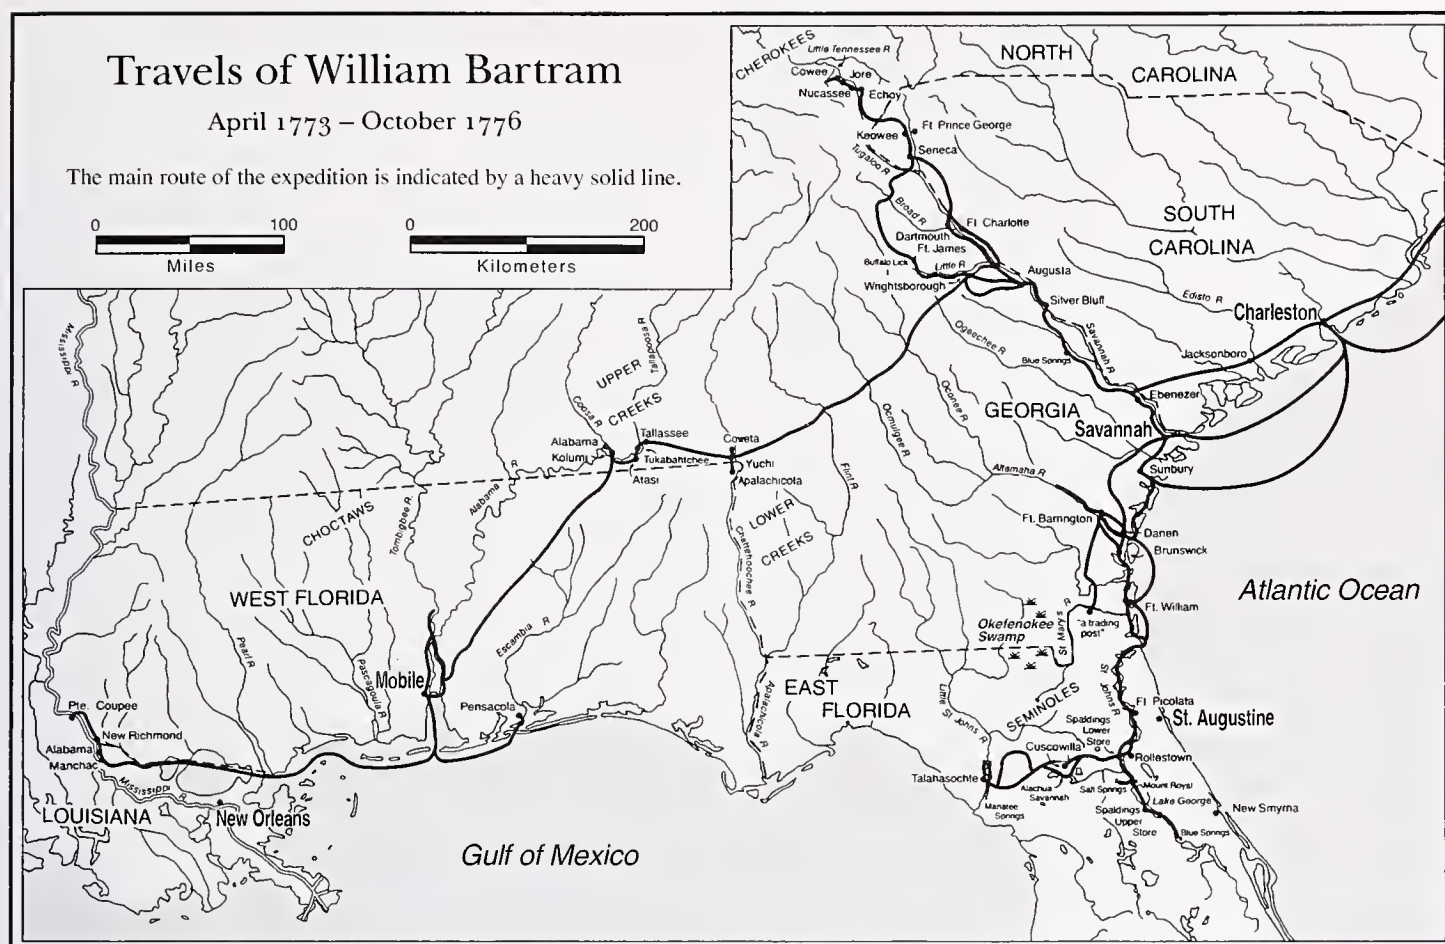 Travels of William Bartram
April 1773 – October 1776
The main route of the expedition is indicated by a heavy solid line.
0 100
Miles
0 200
Kilometers
CHEROKEES
Little Tennessee R
Cowee
Jore
Nucassee
Echoy
NORTH
CAROLINA
Keowee
Ft Prince George
Seneca
Tugaloo R
Broad R
Ft Charlotte
Dartmouth
Ft. James
SOUTH
CAROLINA
Buffalo Lick
Little R
Wrightsborough
Augusta
Silver Bluff
Edisto R
Charleston
Savannah R
Ogeechee R
Blue Springs
Jacksonboro
Ebenezer
Oconee R
GEORGIA
Savannah
Ocmulgee R
Sunbury
Altamaha R
Mississippi R
Tallapoosa R
UPPER
CREEKS
Coosa R
Alabama
Kolumi
Tallassee
Tukabahtchee
Atasi
Coweta
Yuchi
Apalachicola
Flint R
Alabama R
CHOCTAWS
Tombigbee R
LOWER
CREEKS
Chattehoochee R
Ft. Barrington
Darien
Brunswick
WEST FLORIDA
Atlantic Ocean
Ft. William
Okefenokee
Swamp
St Mary's R
"a trading
post"
Escambia R
Pearl R
Pascagoula R
Mobile
Pensacola
EAST
FLORIDA
Apalachicola R
Little St Johns R
SEMINOLES
St Johns R
Ft Picolata
St. Augustine
Pte. Coupee
New Richmond
Alabama
Manchac
Spaldings
Lower
Store
Cuscowilla
Rollestown
Talahasochte
Alachua
Savannah
Salt Springs
Mount Royal
Lake George
Manatee
Springs
Spaldings
Upper
Store
Blue Springs
New Smyrna
Mississippi R
LOUISIANA
New Orleans
Gulf of Mexico